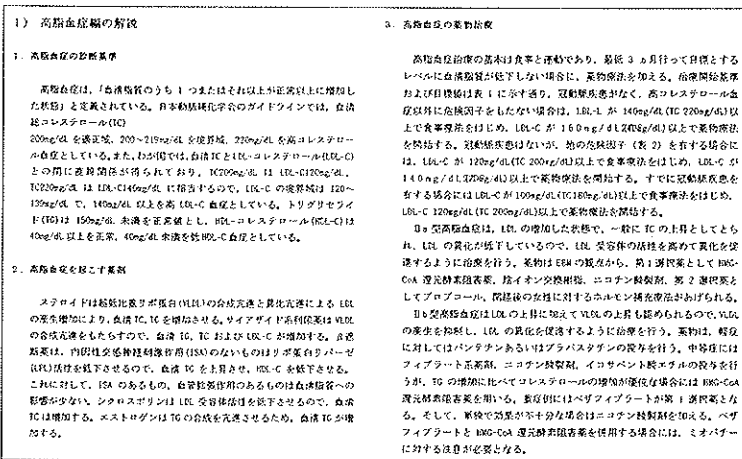 1） 高脂血症編の解説
1．高脂血症の診断基準
高脂血症は，「血清脂質のうち 1 つまたはそれ以上が正常以上に増加し
た状態」と定義されている。日本動脈硬化学会のガイドラインでは，血清
総コレステロール(TC)
200mg/dL を適正域，200～219mg/dL を境界域，220mg/dL を高コレステロー
ル血症としている。また，わが国では，血清 TC と LDL-コレステロール(LDL-C)
との間に直線関係が得られており，TC200mg/dL は LDL-C120mg/dL，
TC220mg/dL は LDL-C140mg/dL に相当するので，LDL-C の境界域は 120～
139mg/dL で，140mg/dL 以上を高 LDL-C 血症としている。トリグリセライ
ド(TG)は 150mg/dL 未満を正常値とし，HDL-コレステロール(HDL-C)は
40mg/dL 以上を正常，40mg/dL 未満を低 HDL-C 血症としている。
2．高脂血症を起こす薬剤
ステロイドは超低比重リポ蛋白(VLDL)の合成亢進と異化亢進による LDL
の産生増加により，血清 TC，TG を増加させる。サイアザイド系利尿薬は VLDL
の合成亢進をもたらすので，血清 TG，TC および LDL-C が増加する。β遮
断薬は，内因性交感神経刺激作用(ISA)のないものはリポ蛋白リパーゼ
(LPL)活性を低下させるので，血清 TG を上昇させ，HDL-C を低下させる。
これに対して，ISA のあるもの，血管拡張作用のあるものは血清脂質への
影響が少ない。シクロスポリンは LDL 受容体活性を低下させるので，血清
TC は増加する。エストロゲンは TG の合成を亢進させるため，血清 TG が増
加する。
3．高脂血症の薬物治療
高脂血症治療の基本は食事と運動であり，最低 3 ヵ月行って目標とする
レベルに血清脂質が低下しない場合に，薬物療法を加える。治療開始基準
および目標値は表 1 に示す通り。冠動脈疾患がなく，高コレステロール血
症以外に危険因子をもたない場合は，LDL-C が 140mg/dL(TC 220mg/dL)以
上で食事療法をはじめ，LDL-C が 160mg/dL以上で薬物療法
を開始する。冠動脈疾患はないが，他の危険因子（表 2）を有する場合に
は，LDL-C が 120mg/dL(TC 200mg/dL)以上で食事療法をはじめ，LDL-C が
140mg/dL以上で薬物療法を開始する。すでに冠動脈疾患を
有する場合には LDL-C が 100mg/dL(TC180mg/dL)以上で食事療法をはじめ，
LDL-C 120mg/dL(TC 200mg/dL)以上で薬物療法を開始する。
Ⅱa 型高脂血症は，LDL の増加した状態で，一般に TC の上昇としてとら
れ，LDL の異化が低下しているので，LDL 受容体の活性を高めて異化を促
進するように治療を行う。薬物は EBM の観点から，第 1 選択薬として HMG-
CoA 還元酵素阻害薬，陰イオン交換樹脂，ニコチン酸製剤，第 2 選択薬と
してプロブコール，閉経後の女性に対するホルモン補充療法があげられる。
Ⅱb 型高脂血症は LDL の上昇に加えて VLDL の上昇も認められるので，VLDL
の産生を抑制し，LDL の異化を促進するように治療を行う。薬物は，軽症
に対してはパンテチンあるいはプラバスタチンの投与を行う。中等症には
フィブラート系薬剤，ニコチン酸製剤，イコサペント酸エチルの投与を行
うが，TG の増加に比べてコレステロールの増加が優位な場合には HMG-CoA
還元酵素阻害薬を用いる。重症例にはベザフィブラートが第 1 選択薬とな
る。そして，単独で効果が不十分な場合はニコチン酸製剤を加える。ベザ
フィブラートと HMG-CoA 還元酵素阻害薬を併用する場合には，ミオパチー
に対する注意が必要となる。